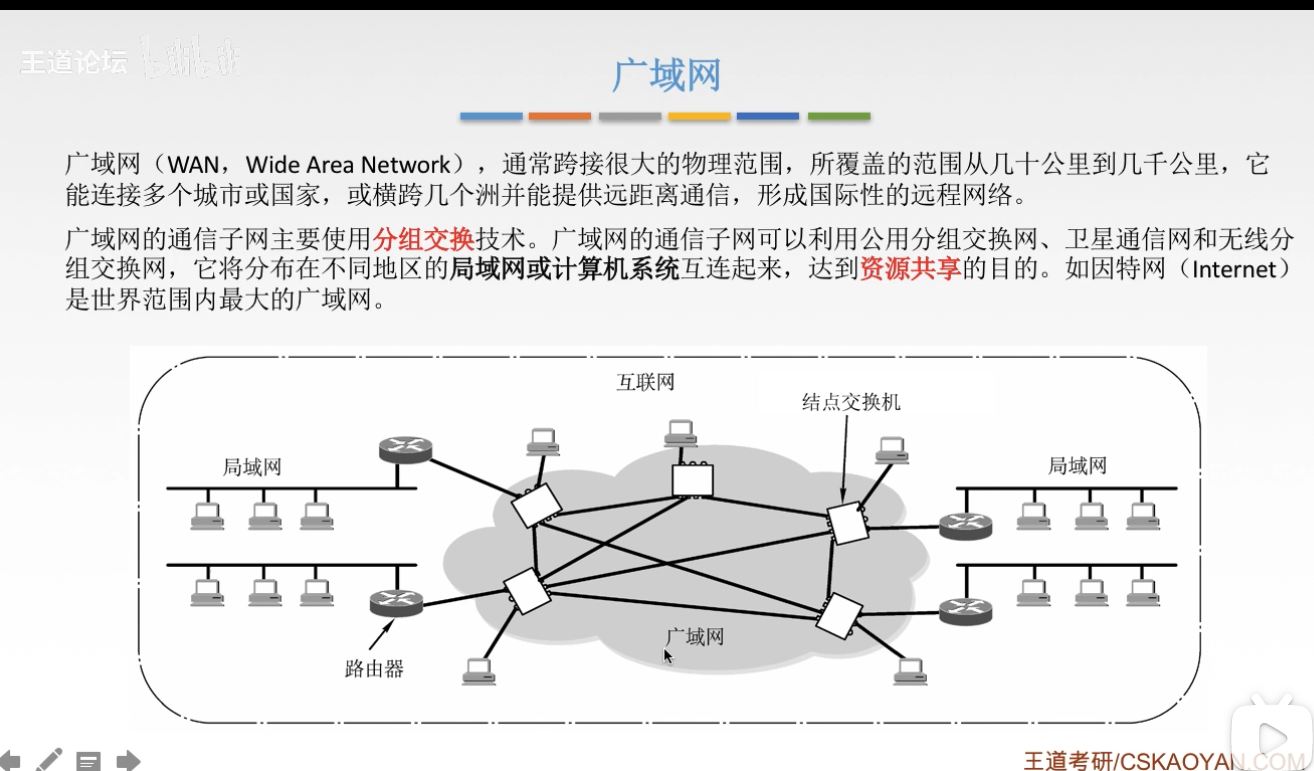 王道论坛 bilibili
广域网
广域网（WAN，Wide Area Network），通常跨接很大的物理范围，所覆盖的范围从几十公里到几千公里，它
能连接多个城市或国家，或横跨几个洲并能提供远距离通信，形成国际性的远程网络。
广域网的通信子网主要使用分组交换技术。广域网的通信子网可以利用公用分组交换网、卫星通信网和无线分
组交换网，它将分布在不同地区的局域网或计算机系统互连起来，达到资源共享的目的。如因特网（Internet）
是世界范围内最大的广域网。
互联网
结点交换机
局域网
局域网
广域网
路由器
王道考研/CSKAOYAN.COM